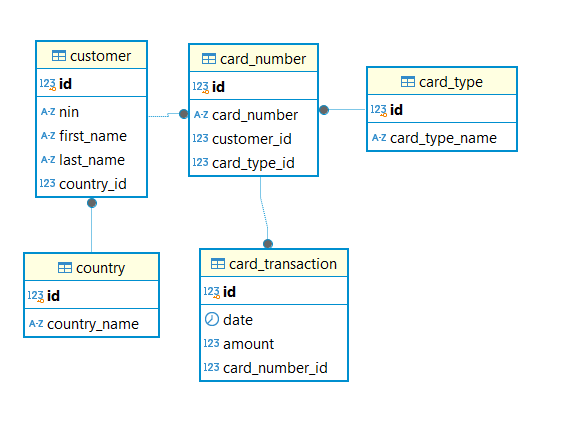 customer
123 id
A-Z nin
A-Z first_name
A-Z last_name
123 country_id
card_number
123 id
A-Z card_number
123 customer_id
123 card_type_id
card_type
123 id
A-Z card_type_name
country
123 id
A-Z country_name
card_transaction
123 id
date
123 amount
123 card_number_id